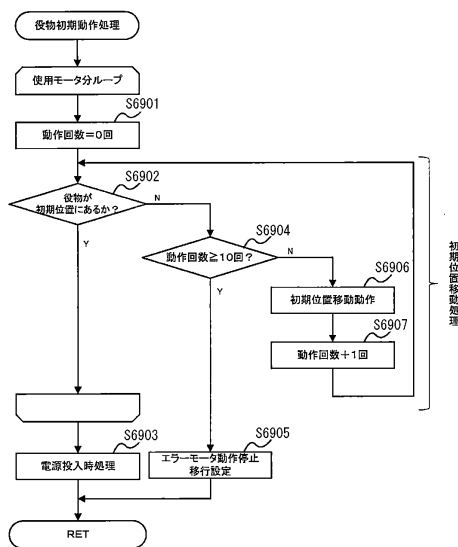 役物初期動作処理
使用モータ分ループ
S6901
動作回数=0回
S6902
役物が
初期位置にあるか?
N
Y
S6904
動作回数≧10回?
N
Y
S6906
初期位置移動動作
S6907
動作回数+1回
初期位置移動処理
S6903
電源投入時処理
S6905
エラーモータ動作停止
移行設定
RET